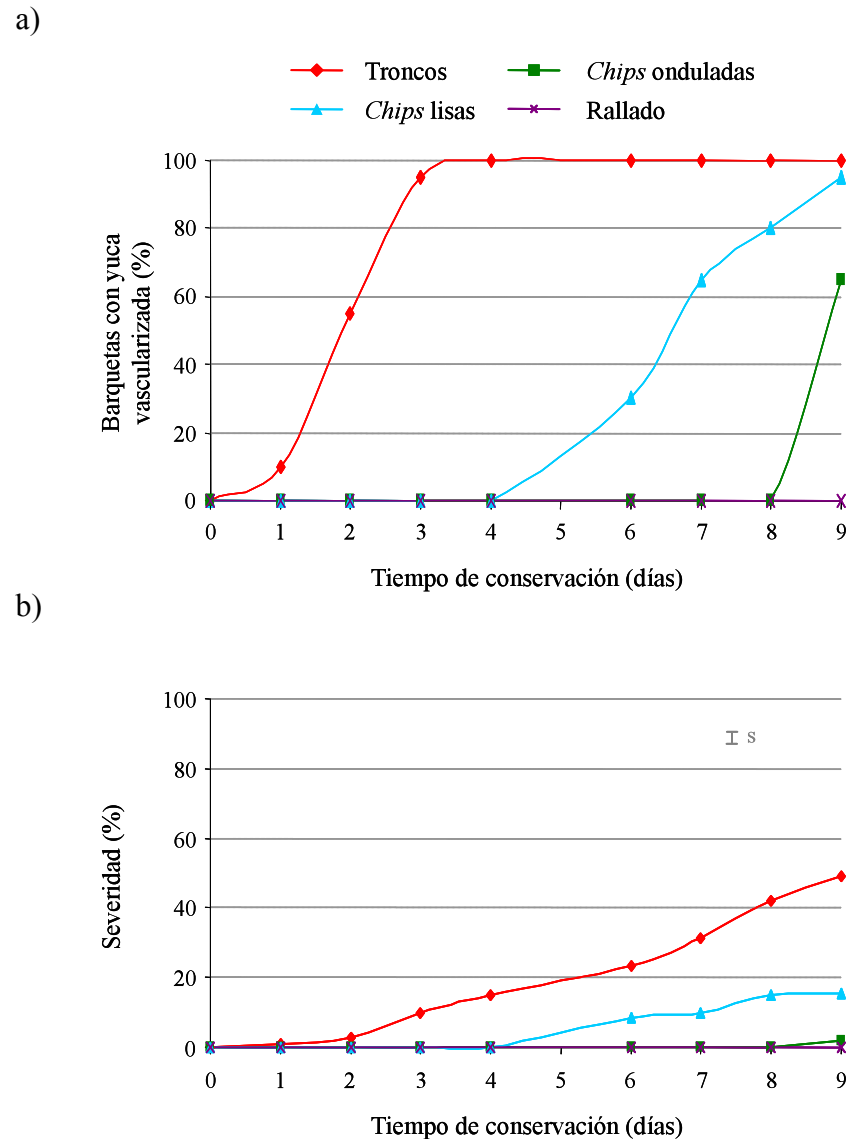 a)
Troncos
Chips onduladas
Chips lisas
Rallado
Barquetas con yuca
vascularizada (%)
100
80
60
40
20
0
0 1 2 3 4 5 6 7 8 9
Tiempo de conservación (días)
b)
Severidad (%)
100
80
60
40
20
0
s
0 1 2 3 4 5 6 7 8 9
Tiempo de conservación (días)